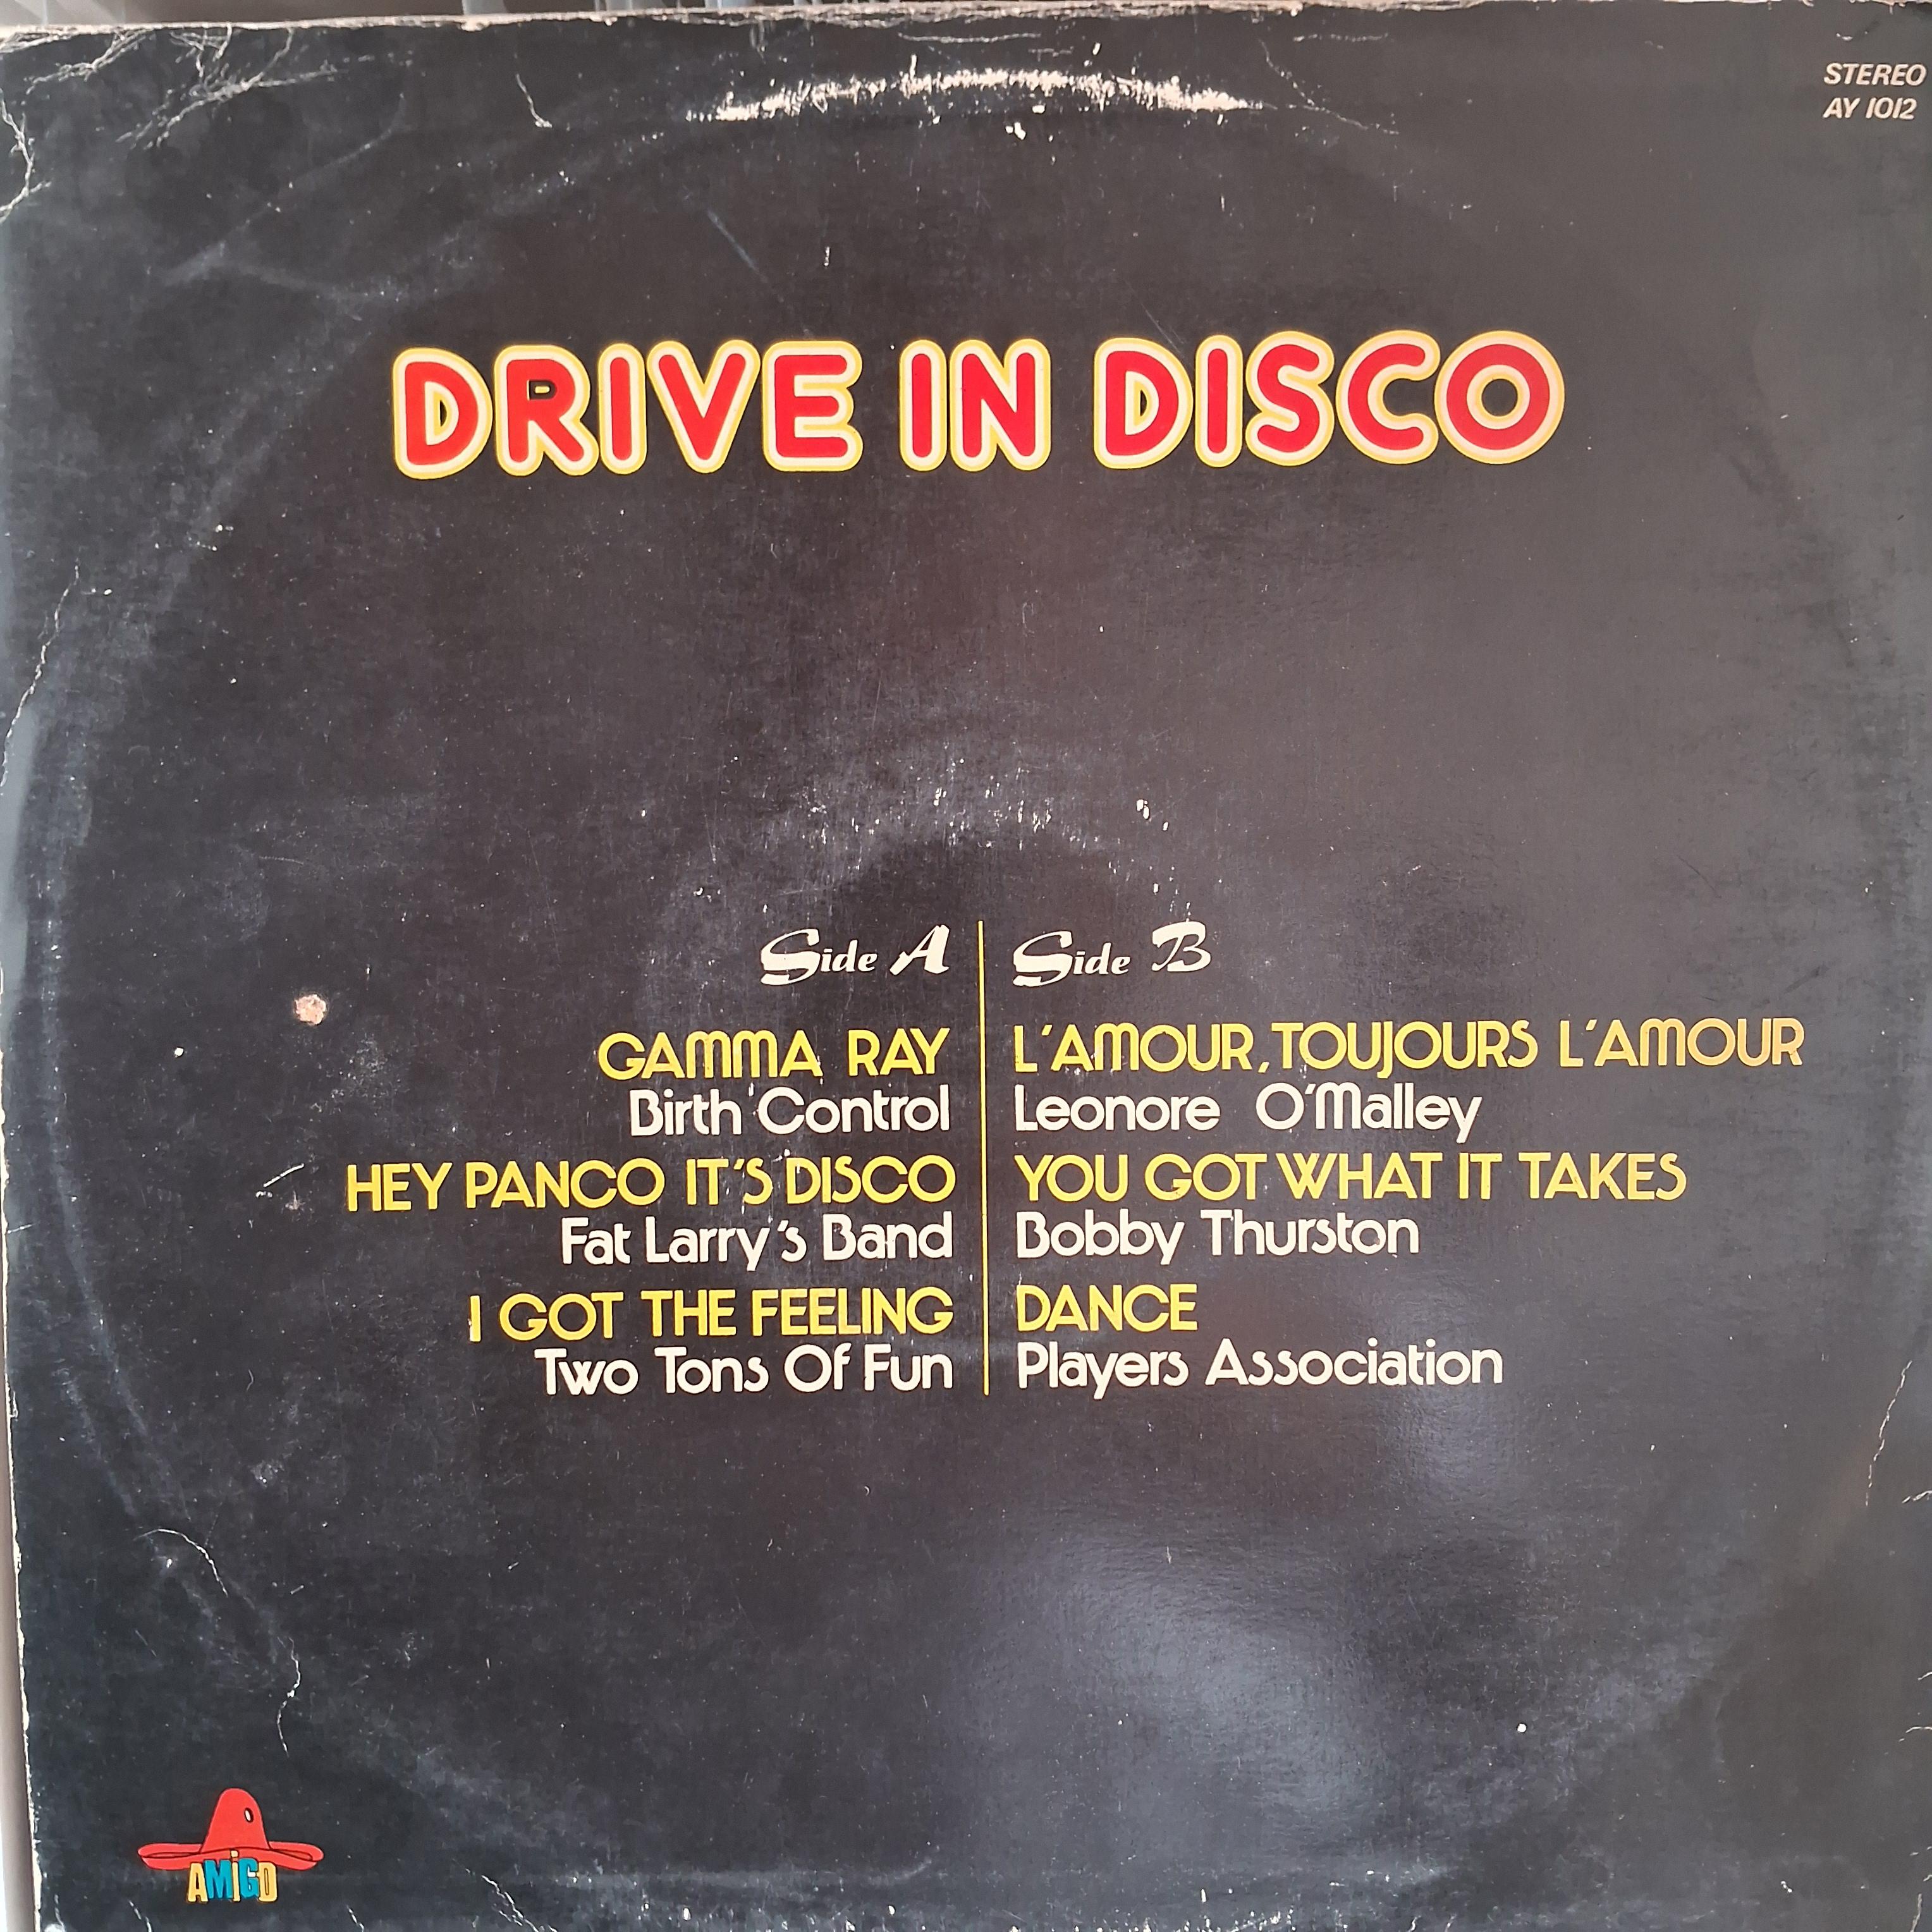 STEREO
AY 1012
DRIVE IN DISCO
Side A
GAMMA RAY
Birth Control
HEY PANCO IT'S DISCO
Fat Larry's Band
I GOT THE FEELING
Two Tons Of Fun
Side B
L'AMOUR, TOUJOURS L'AMOUR
Leonore O'Malley
YOU GOT WHAT IT TAKES
Bobby Thurston
DANCE
Players Association
AMiGO